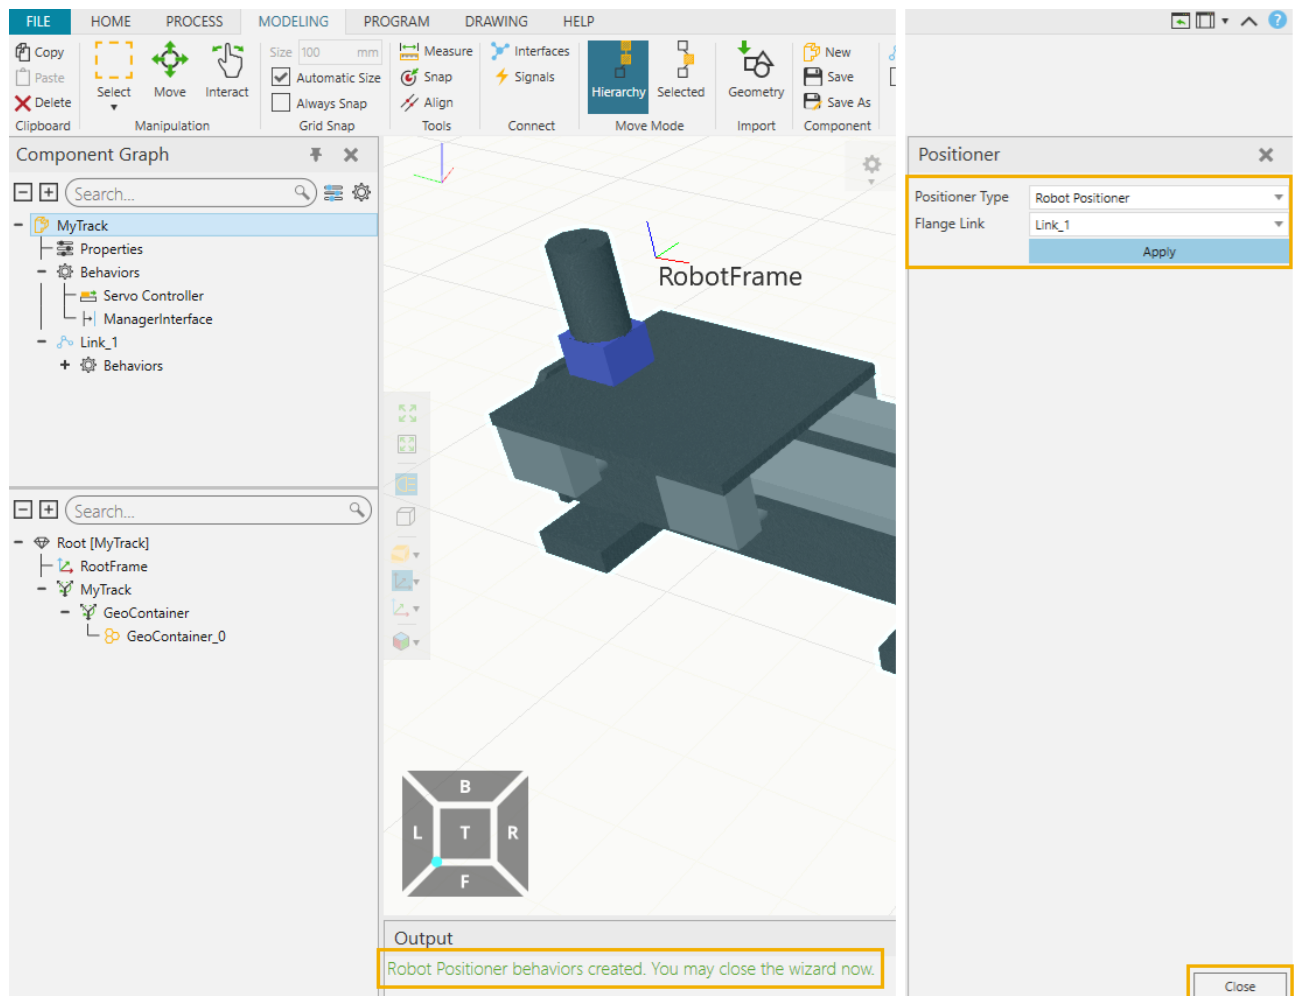 FILE HOME PROCESS MODELING PROGRAM DRAWING HELP
Copy
Paste
Delete
Clipboard
Select
Move
Interact
Manipulation
Size 100 mm
Automatic Size
Always Snap
Grid Snap
Measure
Snap
Align
Tools
Interfaces
Signals
Connect
Hierarchy
Selected
Move Mode
Geometry
Import
New
Save
Save As
Component
Component Graph
Search...
MyTrack
Properties
Behaviors
Servo Controller
ManagerInterface
Link_1
Behaviors
Search...
Root [MyTrack]
RootFrame
MyTrack
GeoContainer
GeoContainer_0
RobotFrame
B
L T R
F
Output
Robot Positioner behaviors created. You may close the wizard now.
Positioner
Positioner Type Robot Positioner
Flange Link Link_1
Apply
Close